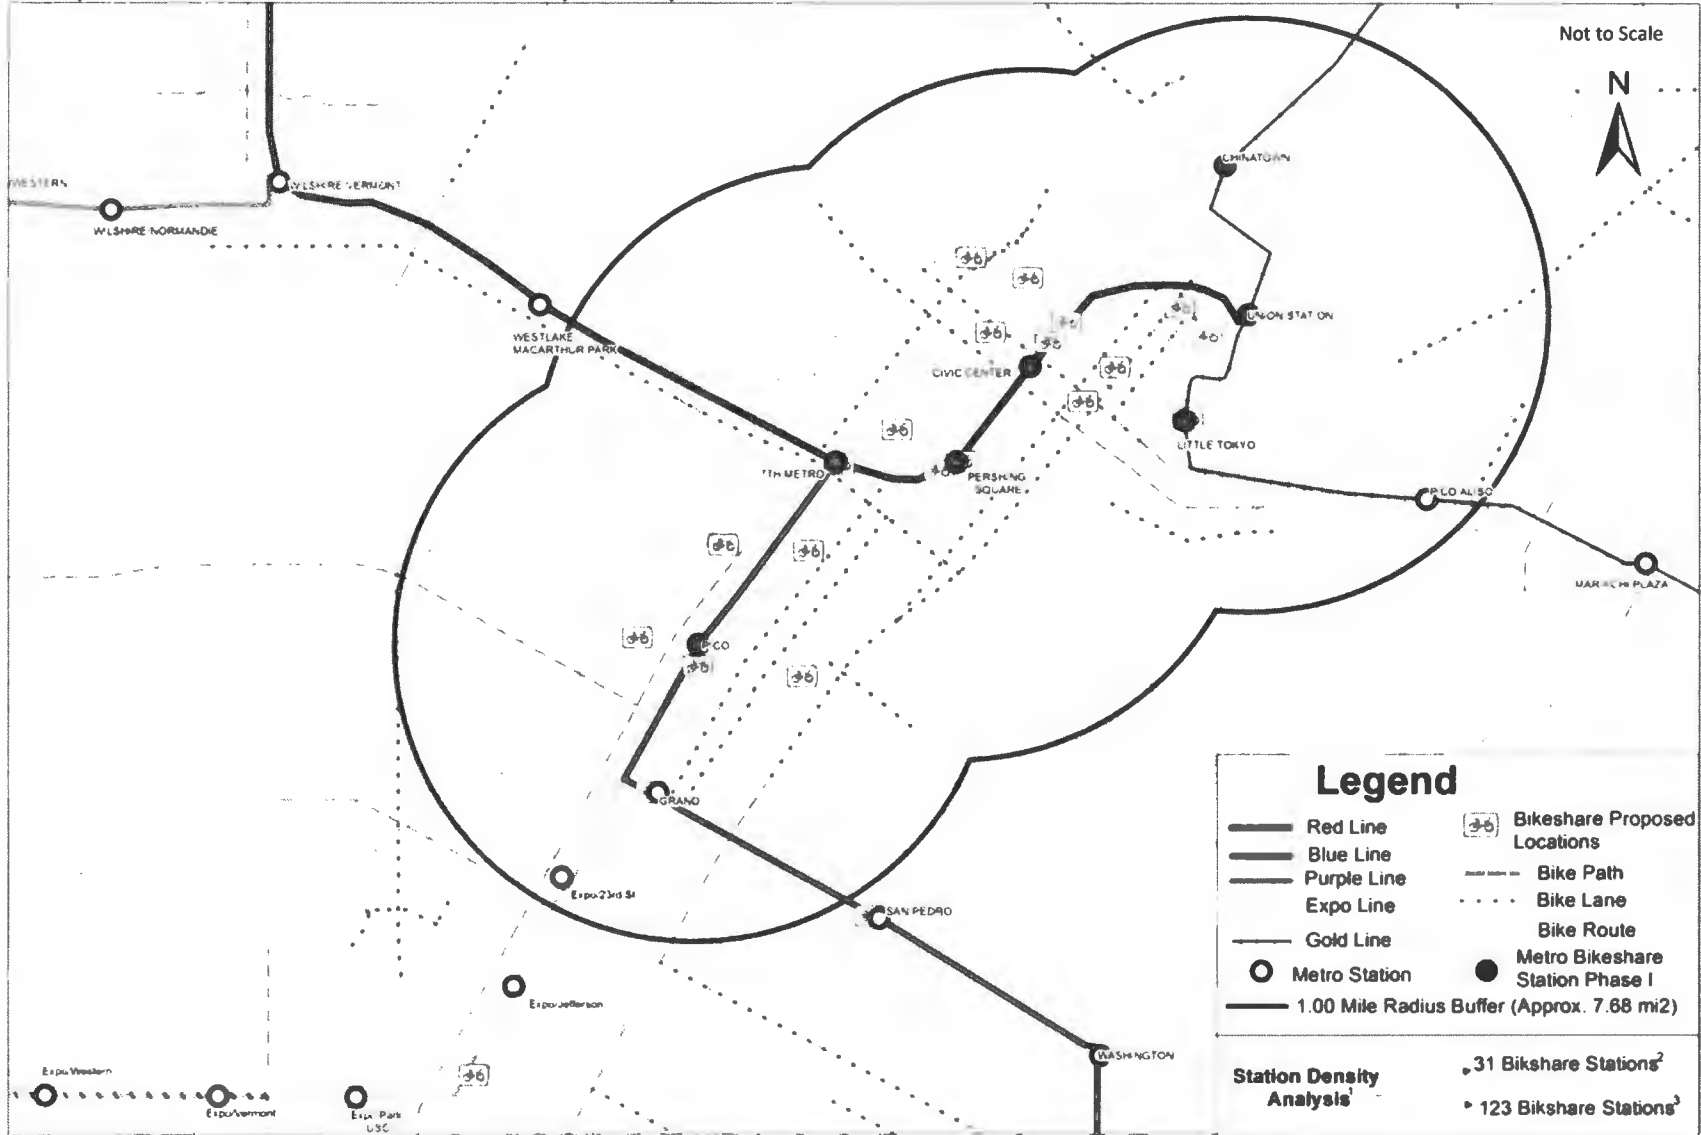 Not to Scale
N
CHINATOWN
WESTERN
WILSHIRE/VERMONT
WILSHIRE/NORMANDIE
UNION STATION
WESTLAKE
MACARTHUR PARK
CIVIC CENTER
LITTLE TOKYO
7TH METRO
PERSHING
SQUARE
PICO ALISO
MARIACHI PLAZA
PICO
GRAND
Expo/23rd St
SAN PEDRO
Expo/Jefferson
WASHINGTON
Expo/Western
Expo/Vermont
Expo Park
USC
Legend
Red Line
Blue Line
Purple Line
Expo Line
Gold Line
Metro Station
Bikeshare Proposed
Locations
Bike Path
Bike Lane
Bike Route
Metro Bikeshare
Station Phase I
1.00 Mile Radius Buffer (Approx. 7.68 mi2)
Station Density
Analysis¹
31 Bikshare Stations²
123 Bikshare Stations³